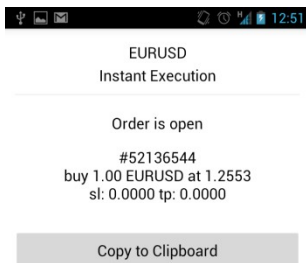 H 12:51
EURUSD
Instant Execution
Order is open
#52136544
buy 1.00 EURUSD at 1.2553
sl: 0.0000 tp: 0.0000
Copy to Clipboard